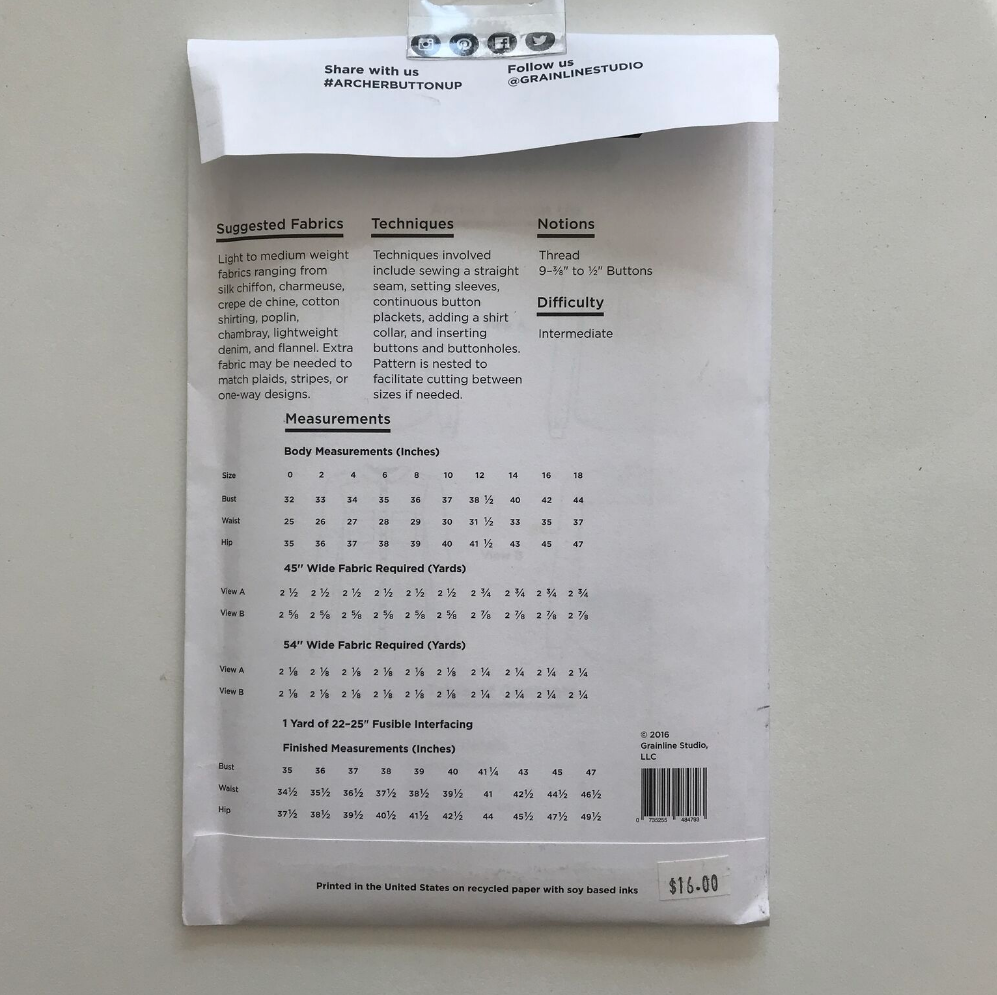 Share with us
#ARCHERBUTTONUP
Follow us
@GRAINLINESTUDIO
Suggested Fabrics
Light to medium weight
fabrics ranging from
silk chiffon, charmeuse,
crepe de chine, cotton
shirting, poplin,
chambray, lightweight
denim, and flannel. Extra
fabric may be needed to
match plaids, stripes, or
one-way designs.
Techniques
Techniques involved
include sewing a straight
seam, setting sleeves,
continuous button
plackets, adding a shirt
collar, and inserting
buttons and buttonholes.
Pattern is nested to
facilitate cutting between
sizes if needed.
Notions
Thread
9-⅜" to ½" Buttons
Difficulty
Intermediate
Measurements
Body Measurements (Inches)
Size 0 2 4 6 8 10 12 14 16 18
Bust 32 33 34 35 36 37 38 ½ 40 42 44
Waist 25 26 27 28 29 30 31 ½ 33 35 37
Hip 35 36 37 38 39 40 41 ½ 43 45 47
45" Wide Fabric Required (Yards)
View A 2 ½ 2 ½ 2 ½ 2 ½ 2 ½ 2 ½ 2 ¾ 2 ¾ 2 ¾ 2 ¾
View B 2 ⅝ 2 ⅝ 2 ⅝ 2 ⅝ 2 ⅝ 2 ⅝ 2 ⅞ 2 ⅞ 2 ⅞ 2 ⅞
54" Wide Fabric Required (Yards)
View A 2 ⅛ 2 ⅛ 2 ⅛ 2 ⅛ 2 ⅛ 2 ⅛ 2 ¼ 2 ¼ 2 ¼ 2 ¼
View B 2 ⅛ 2 ⅛ 2 ⅛ 2 ⅛ 2 ⅛ 2 ⅛ 2 ¼ 2 ¼ 2 ¼ 2 ¼
1 Yard of 22-25" Fusible Interfacing
Finished Measurements (Inches)
Bust 35 36 37 38 39 40 41 ¼ 43 45 47
Waist 34½ 35½ 36½ 37½ 38½ 39½ 41 42½ 44½ 46½
Hip 37½ 38½ 39½ 40½ 41½ 42½ 44 45½ 47½ 49½
© 2016
Grainline Studio,
LLC
Printed in the United States on recycled paper with soy based inks
$16.00